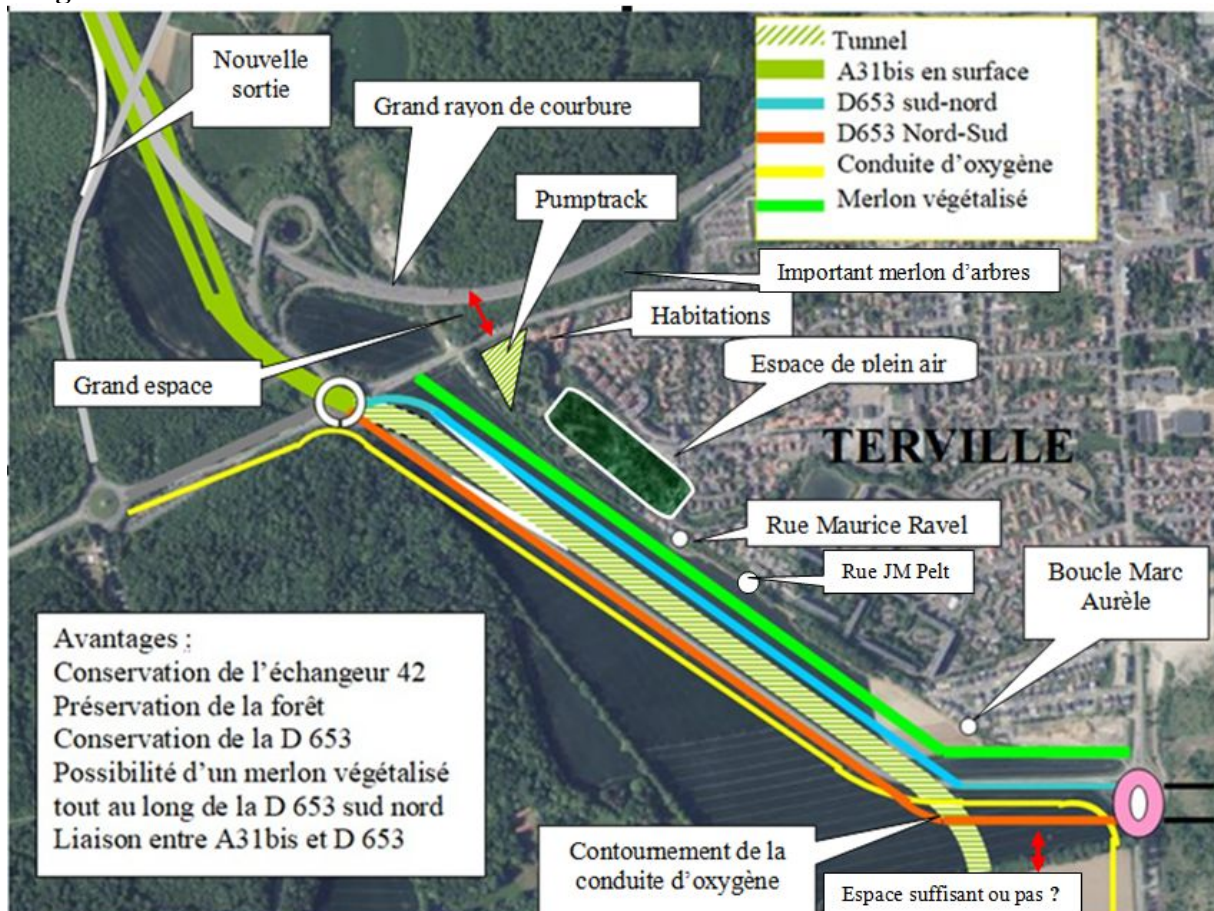 Tunnel
A31bis en surface
D653 sud-nord
D653 Nord-Sud
Conduite d'oxygène
Merlon végétalisé
Nouvelle
sortie
Grand rayon de courbure
Pumptrack
Important merlon d'arbres
Habitations
Espace de plein air
Grand espace
TERVILLE
Rue Maurice Ravel
Rue JM Pelt
Boucle Marc
Aurèle
Avantages :
Conservation de l'échangeur 42
Préservation de la forêt
Conservation de la D 653
Possibilité d'un merlon végétalisé
tout au long de la D 653 sud nord
Liaison entre A31bis et D 653
Contournement de la
conduite d'oxygène
Espace suffisant ou pas ?